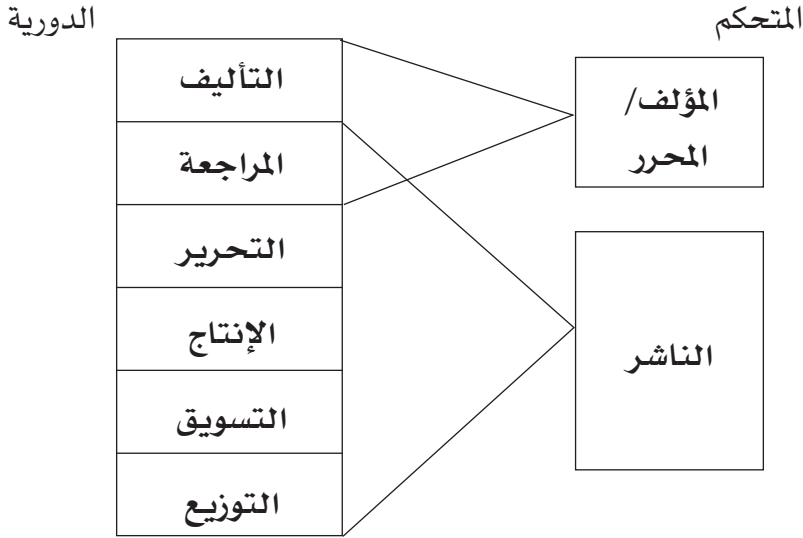 المتحكم
الدورية
المؤلف/
المحرر
الناشر
التأليف
المراجعة
التحرير
الإنتاج
التسويق
التوزيع